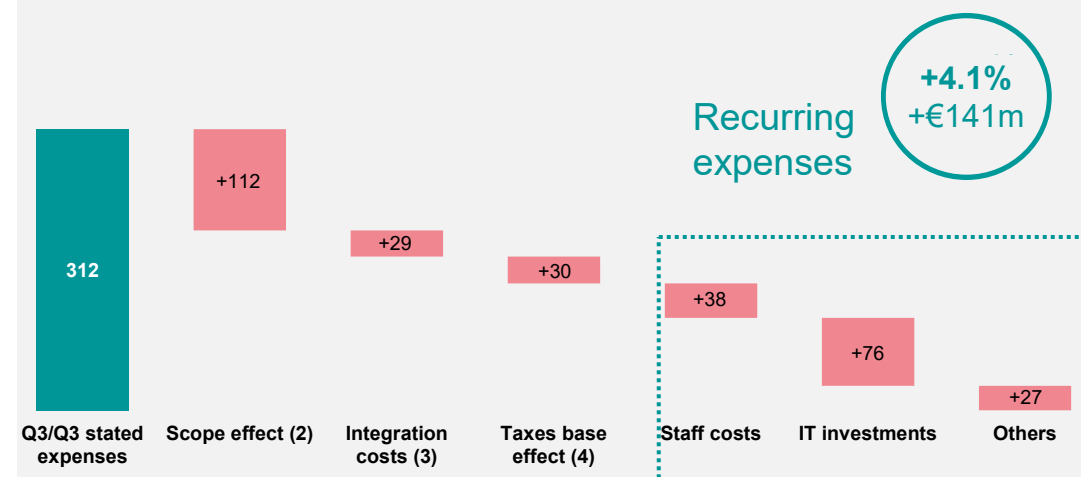 +4.1%
+€141m
Recurring
expenses
+112
+29
312
+30
+38
+76
+27
Q3/Q3 stated
expenses
Scope effect (2)
Integration
costs (3)
Taxes base
effect (4)
Staff costs
IT investments
Others